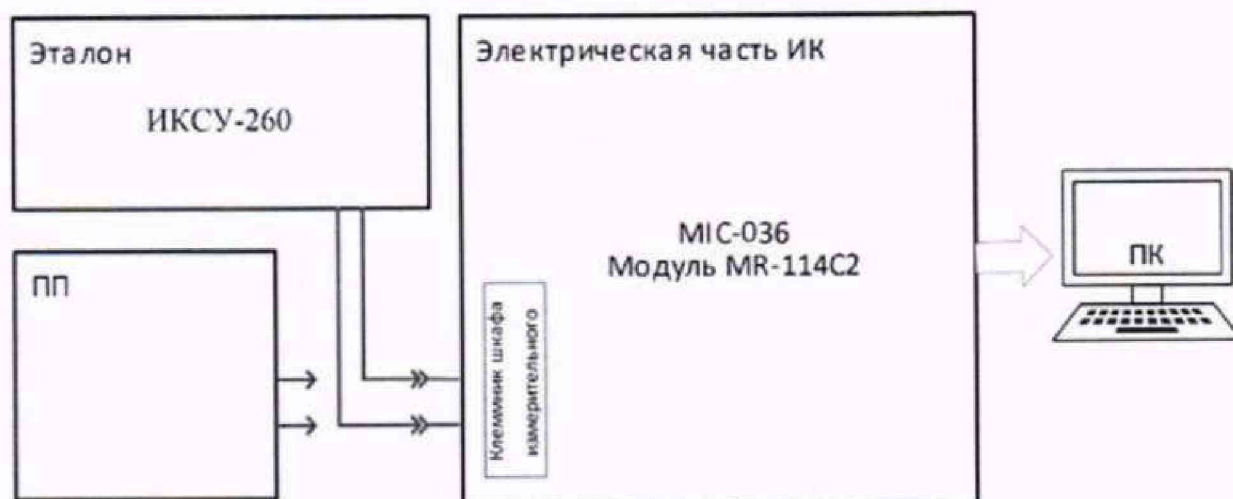 Эталон
ИКСУ-260
ПП
Электрическая часть ИК
MIC-036
Модуль MR-114C2
Клеммник шкафа
измерительного
ПК